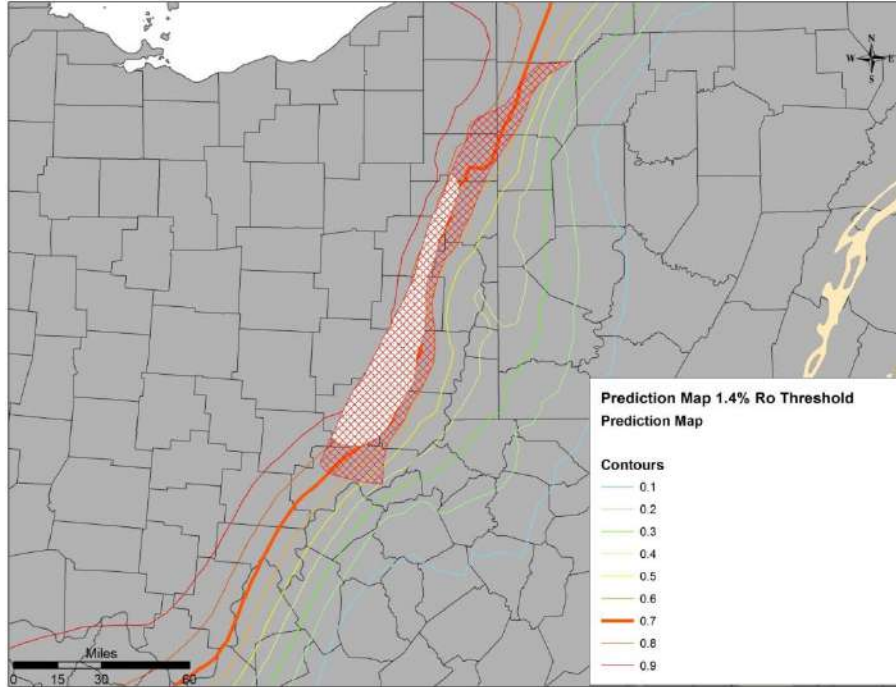 N
W E
S
Prediction Map 1.4% Ro Threshold
Prediction Map
Contours
0.1
0.2
0.3
0.4
0.5
0.6
0.7
0.8
0.9
Miles
0 15 30 60